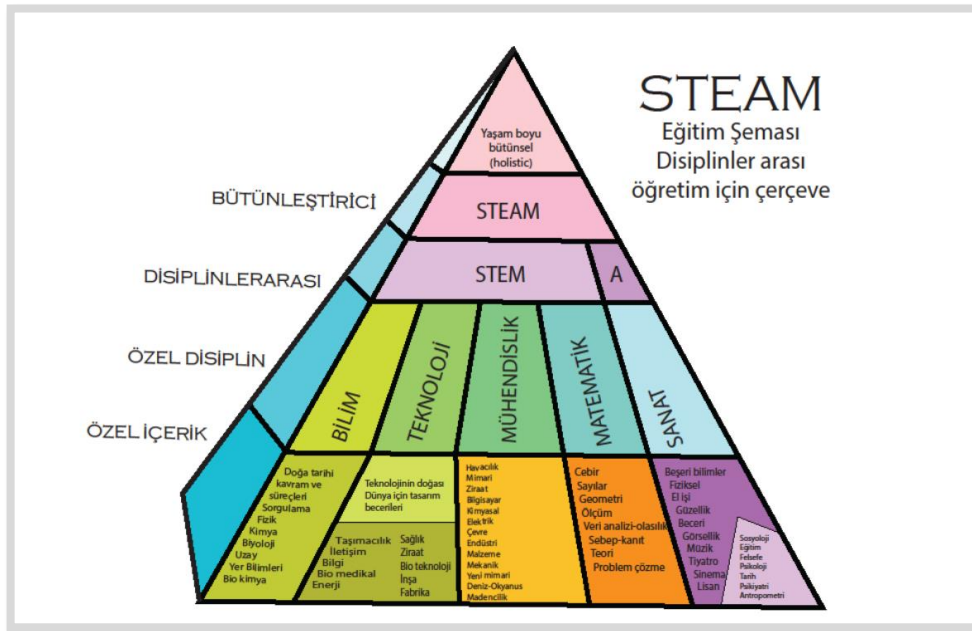 STEAM
Eğitim Şeması
Disiplinler arası
öğretim için çerçeve
Yaşam boyu
bütünsel
(holistic)
BÜTÜNLEŞTİRİCİ
STEAM
DİSİPLİNLERARASI
STEM
A
ÖZEL DİSİPLİN
BİLİM
TEKNOLOJİ
MÜHENDİSLİK
MATEMATİK
SANAT
ÖZEL İÇERİK
Doğa tarihi
kavram ve
süreçleri
Sorgulama
Fizik
Kimya
Biyoloji
Uzay
Yer Bilimleri
Bio kimya
Teknolojinin doğası
Dünya için tasarım
becerileri
Taşımacılık
İletişim
Bilgi
Bio medikal
Enerji
Sağlık
Ziraat
Bio teknoloji
İnşa
Fabrika
Havacılık
Mimari
Ziraat
Bilgisayar
Kimyasal
Elektrik
Çevre
Endüstri
Malzeme
Mekanik
Yeni mimari
Deniz-Okyanus
Madencilik
Cebir
Sayılar
Geometri
Ölçüm
Veri analizi-olasılık
Sebep-kanıt
Teori
Problem çözme
Beşeri bilimler
Fiziksel
El işi
Güzellik
Beceri
Görsellik
Müzik
Tiyatro
Sinema
Lisan
Sosyoloji
Eğitim
Felsefe
Psikoloji
Tarih
Psikiyatri
Antropometri